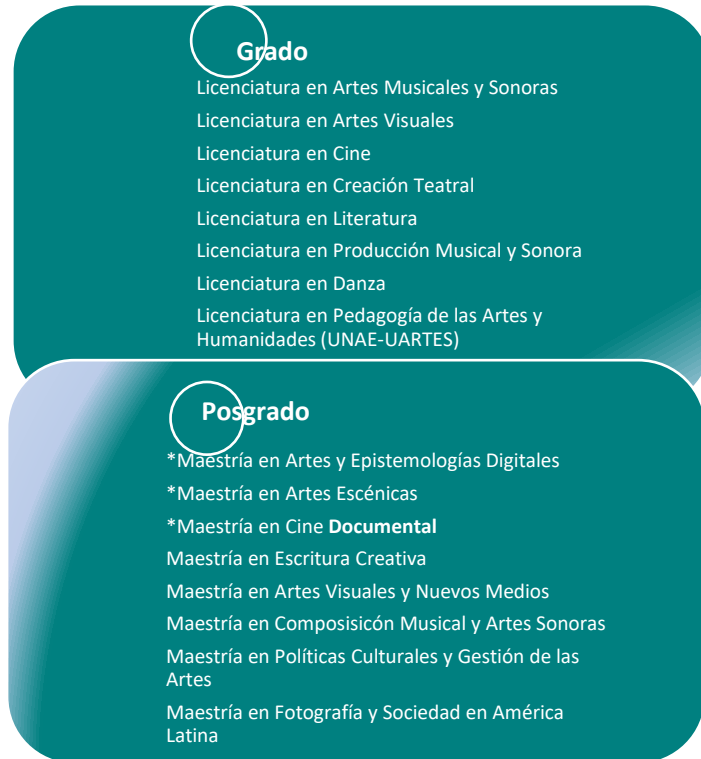 Grado
Licenciatura en Artes Musicales y Sonoras
Licenciatura en Artes Visuales
Licenciatura en Cine
Licenciatura en Creación Teatral
Licenciatura en Literatura
Licenciatura en Producción Musical y Sonora
Licenciatura en Danza
Licenciatura en Pedagogía de las Artes y
Humanidades (UNAE-UARTES)
Posgrado
*Maestría en Artes y Epistemologías Digitales
*Maestría en Artes Escénicas
*Maestría en Cine Documental
Maestría en Escritura Creativa
Maestría en Artes Visuales y Nuevos Medios
Maestría en Composisicón Musical y Artes Sonoras
Maestría en Políticas Culturales y Gestión de las
Artes
Maestría en Fotografía y Sociedad en América
Latina